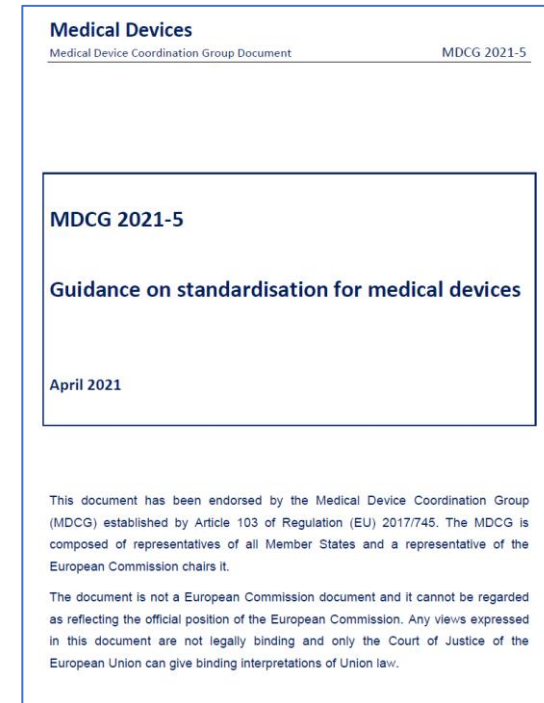 Medical Devices
Medical Device Coordination Group Document MDCG 2021-5
MDCG 2021-5
Guidance on standardisation for medical devices
April 2021
This document has been endorsed by the Medical Device Coordination Group
(MDCG) established by Article 103 of Regulation (EU) 2017/745. The MDCG is
composed of representatives of all Member States and a representative of the
European Commission chairs it.
The document is not a European Commission document and it cannot be regarded
as reflecting the official position of the European Commission. Any views expressed
in this document are not legally binding and only the Court of Justice of the
European Union can give binding interpretations of Union law.